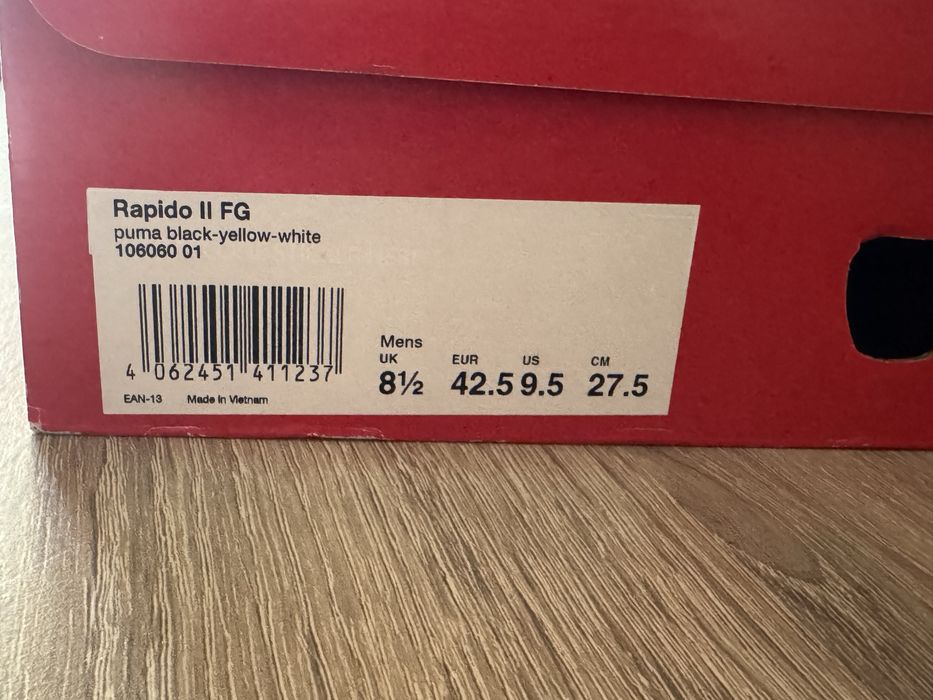 Rapido II FG
puma black-yellow-white
106060 01
4 062451 411237
EAN-13 Made in Vietnam
Mens
UK EUR US CM
8½ 42.5 9.5 27.5